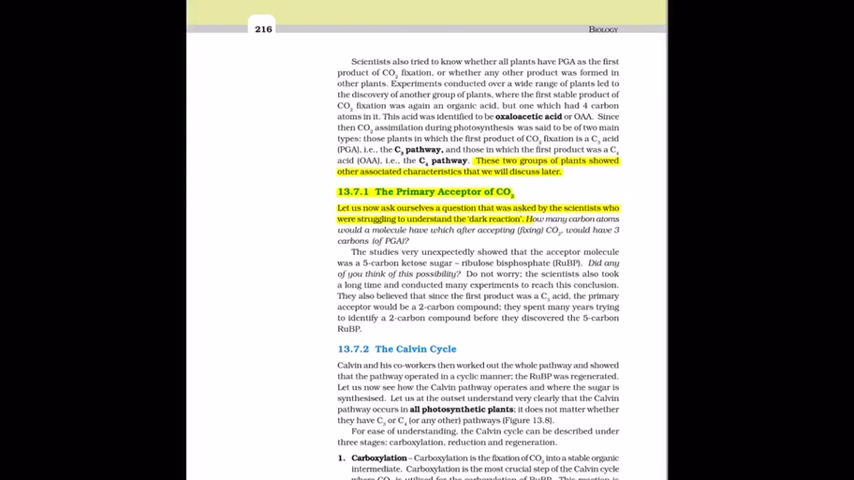 216
BIOLOGY
Scientists also tried to know whether all plants have PGA as the first
product of CO2 fixation, or whether any other product was formed in
other plants. Experiments conducted over a wide range of plants led to
the discovery of another group of plants, where the first stable product of
CO2 fixation was again an organic acid, but one which had 4 carbon
atoms in it. This acid was identified to be oxaloacetic acid or OAA. Since
then CO2 assimilation during photosynthesis was said to be of two main
types: those plants in which the first product of CO2 fixation is a C3 acid
(PGA), i.e., the C3 pathway, and those in which the first product was a C4
acid (OAA), i.e., the C4 pathway. These two groups of plants showed
other associated characteristics that we will discuss later.
13.7.1 The Primary Acceptor of CO2
Let us now ask ourselves a question that was asked by the scientists who
were struggling to understand the 'dark reaction'. How many carbon atoms
would a molecule have which after accepting (fixing) CO2, would have 3
carbons (of PGA)?
The studies very unexpectedly showed that the acceptor molecule
was a 5-carbon ketose sugar – ribulose bisphosphate (RuBP). Did any
of you think of this possibility? Do not worry; the scientists also took
a long time and conducted many experiments to reach this conclusion.
They also believed that since the first product was a C3 acid, the primary
acceptor would be a 2-carbon compound; they spent many years trying
to identify a 2-carbon compound before they discovered the 5-carbon
RuBP.
13.7.2 The Calvin Cycle
Calvin and his co-workers then worked out the whole pathway and showed
that the pathway operated in a cyclic manner; the RuBP was regenerated.
Let us now see how the Calvin pathway operates and where the sugar is
synthesised. Let us at the outset understand very clearly that the Calvin
pathway occurs in all photosynthetic plants; it does not matter whether
they have C3 or C4 (or any other) pathways (Figure 13.8).
For ease of understanding, the Calvin cycle can be described under
three stages: carboxylation, reduction and regeneration.
1. Carboxylation – Carboxylation is the fixation of CO2 into a stable organic
intermediate. Carboxylation is the most crucial step of the Calvin cycle
where CO2 is utilised for the carboxylation of RuBP. This reaction is